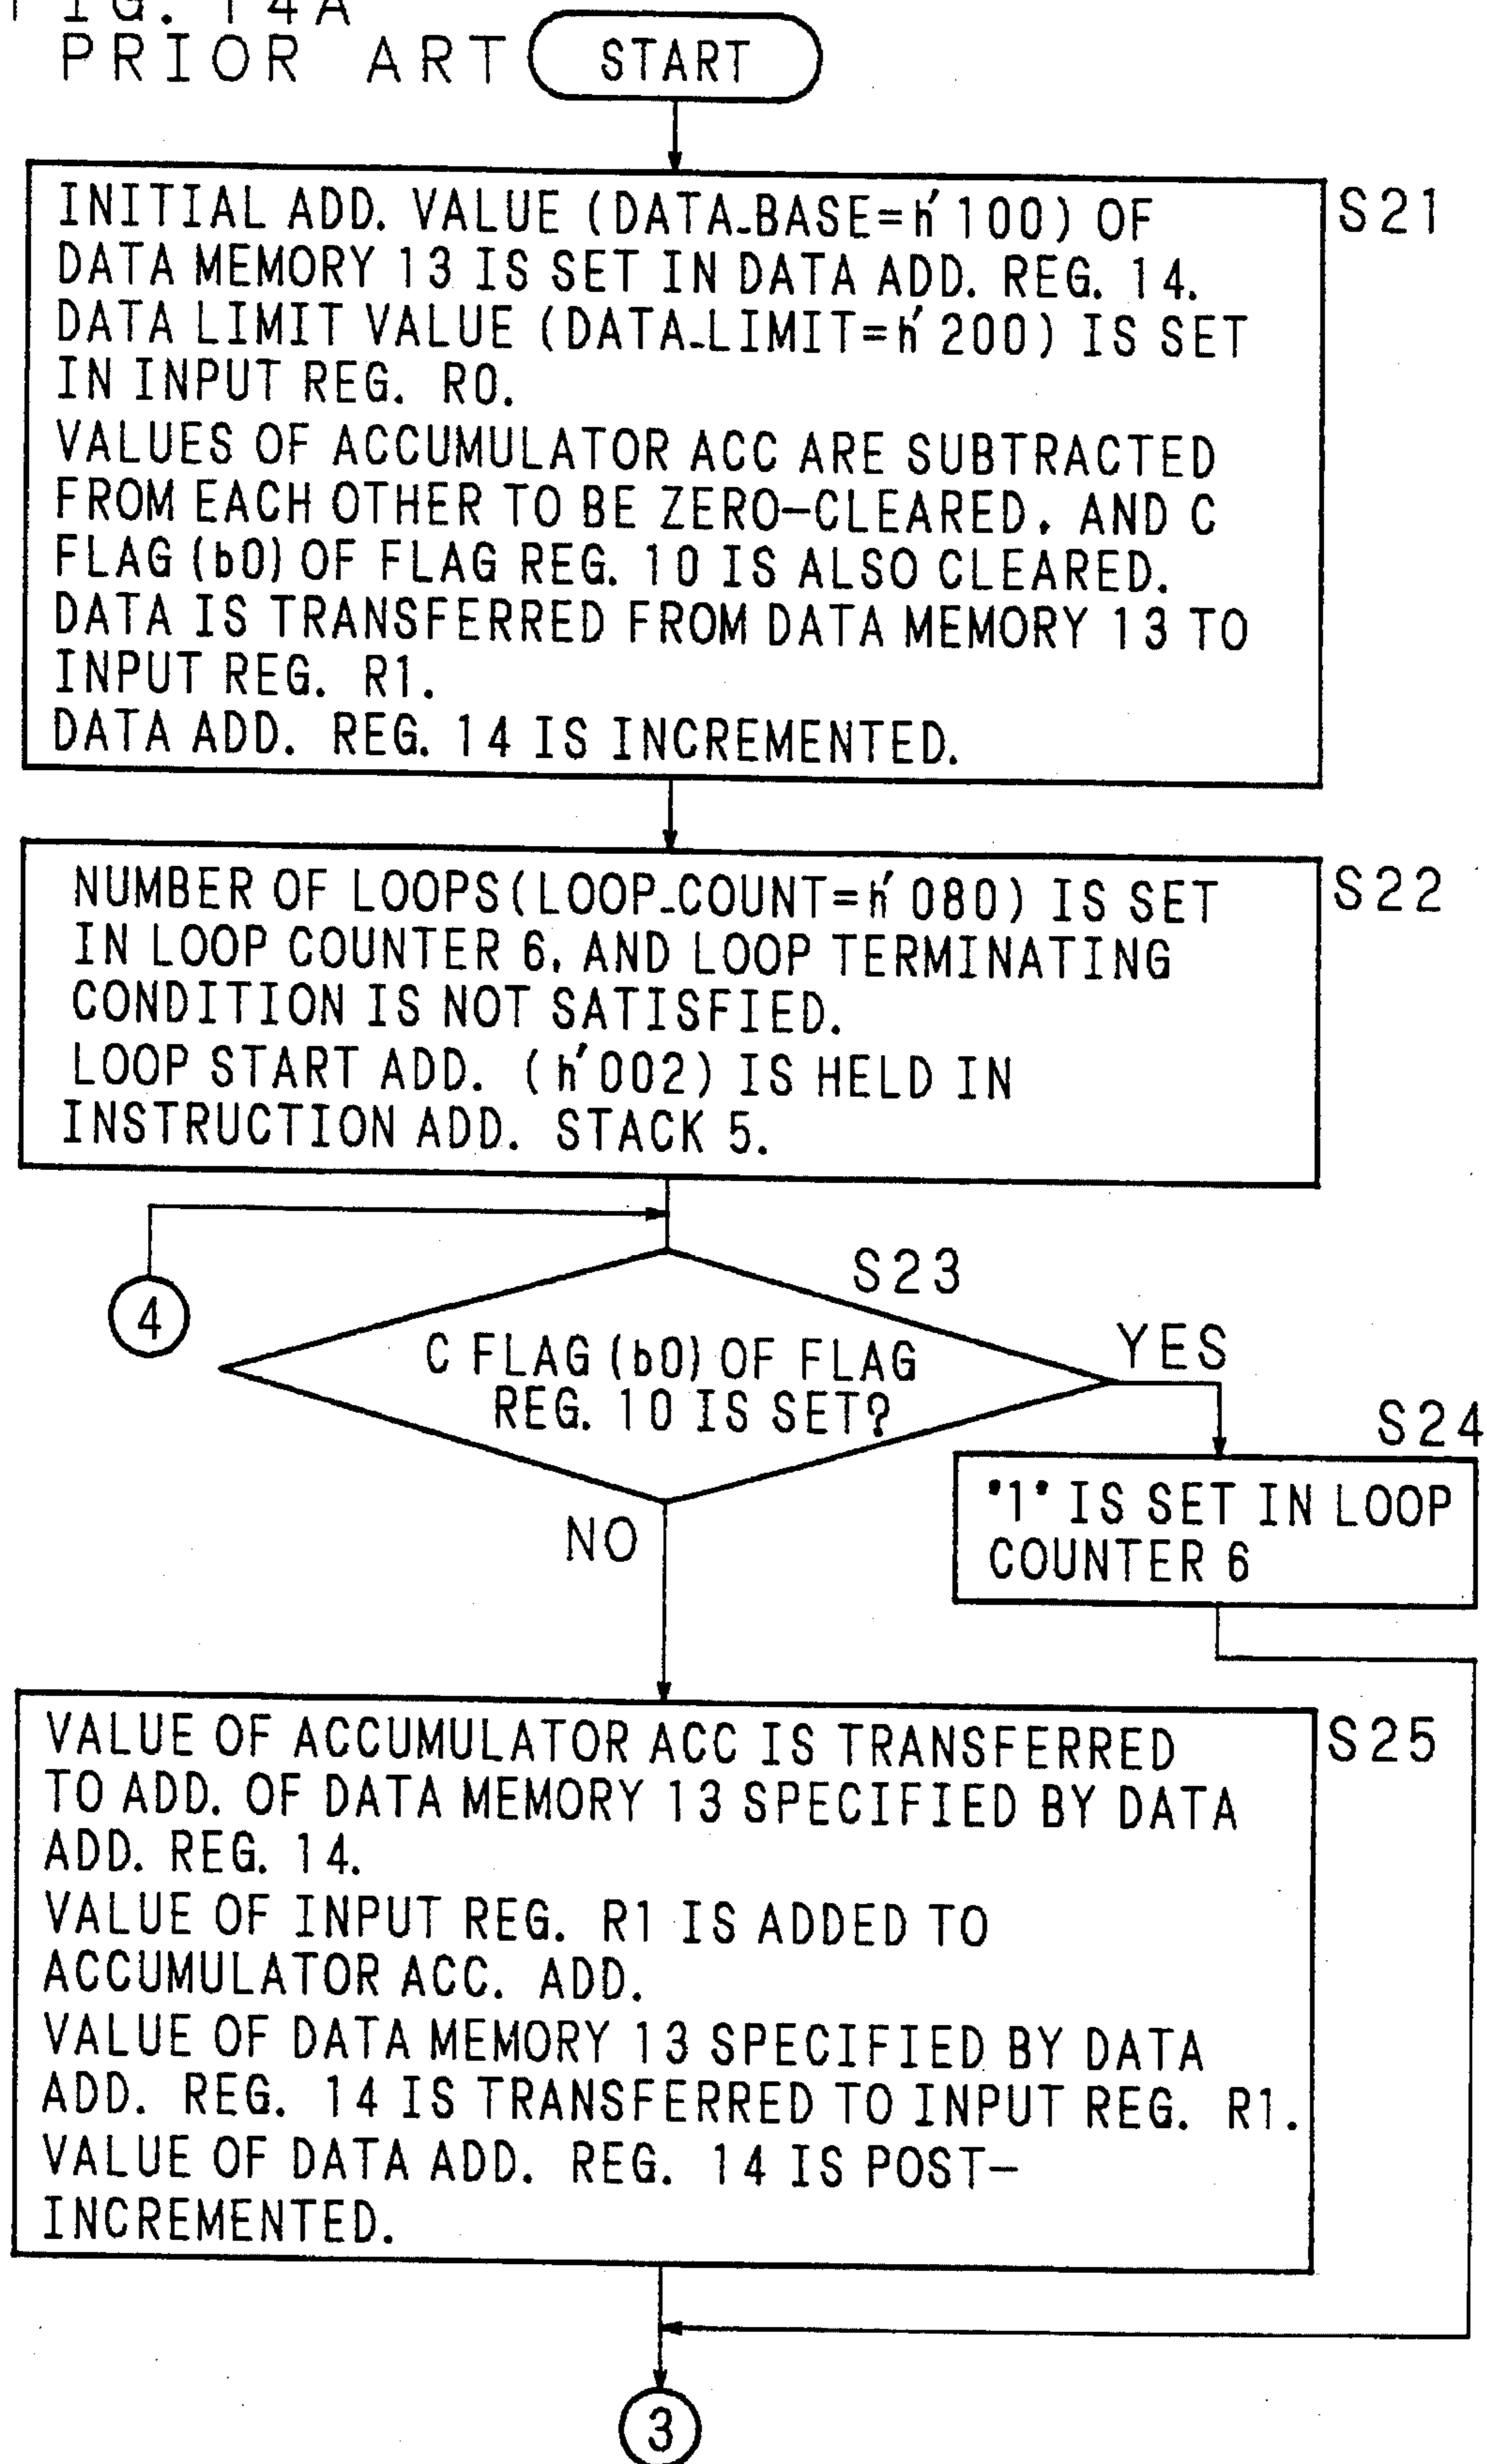 FIG. 14A
PRIOR ART
START
INITIAL ADD. VALUE (DATA_BASE=h'100) OF
DATA MEMORY 13 IS SET IN DATA ADD. REG. 14.
DATA LIMIT VALUE (DATA_LIMIT=h'200) IS SET
IN INPUT REG. R0.
VALUES OF ACCUMULATOR ACC ARE SUBTRACTED
FROM EACH OTHER TO BE ZERO-CLEARED, AND C
FLAG (b0) OF FLAG REG. 10 IS ALSO CLEARED.
DATA IS TRANSFERRED FROM DATA MEMORY 13 TO
INPUT REG. R1.
DATA ADD. REG. 14 IS INCREMENTED.
S21
NUMBER OF LOOPS(LOOP_COUNT=h'080) IS SET
IN LOOP COUNTER 6, AND LOOP TERMINATING
CONDITION IS NOT SATISFIED.
LOOP START ADD. (h'002) IS HELD IN
INSTRUCTION ADD. STACK 5.
S22
4
S23
C FLAG (b0) OF FLAG
REG. 10 IS SET?
YES
NO
S24
"1" IS SET IN LOOP
COUNTER 6
VALUE OF ACCUMULATOR ACC IS TRANSFERRED
TO ADD. OF DATA MEMORY 13 SPECIFIED BY DATA
ADD. REG. 14.
VALUE OF INPUT REG. R1 IS ADDED TO
ACCUMULATOR ACC. ADD.
VALUE OF DATA MEMORY 13 SPECIFIED BY DATA
ADD. REG. 14 IS TRANSFERRED TO INPUT REG. R1.
VALUE OF DATA ADD. REG. 14 IS POST-
INCREMENTED.
S25
3